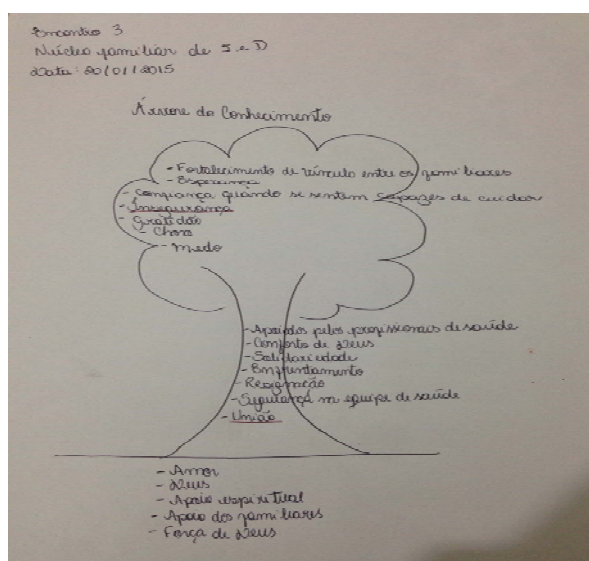 Encontro 3
Núcleo familiar de S. e D
Data: 20/01/2015
Árvore do Conhecimento
- Fortalecimento de vínculo entre os familiares
- Esperança
- Confiança quando se sentem capazes de cuidar
- Insegurança
- Gratidão
- Choro
- Medo
- Apoiados pelos profissionais de saúde
- Conforto de Deus
- Solidariedade
- Enfrentamento
- Resignação
- Segurança na equipe de saúde
- União
- Amor
- Deus
- Apoio espiritual
- Apoio dos familiares
- Força de Deus